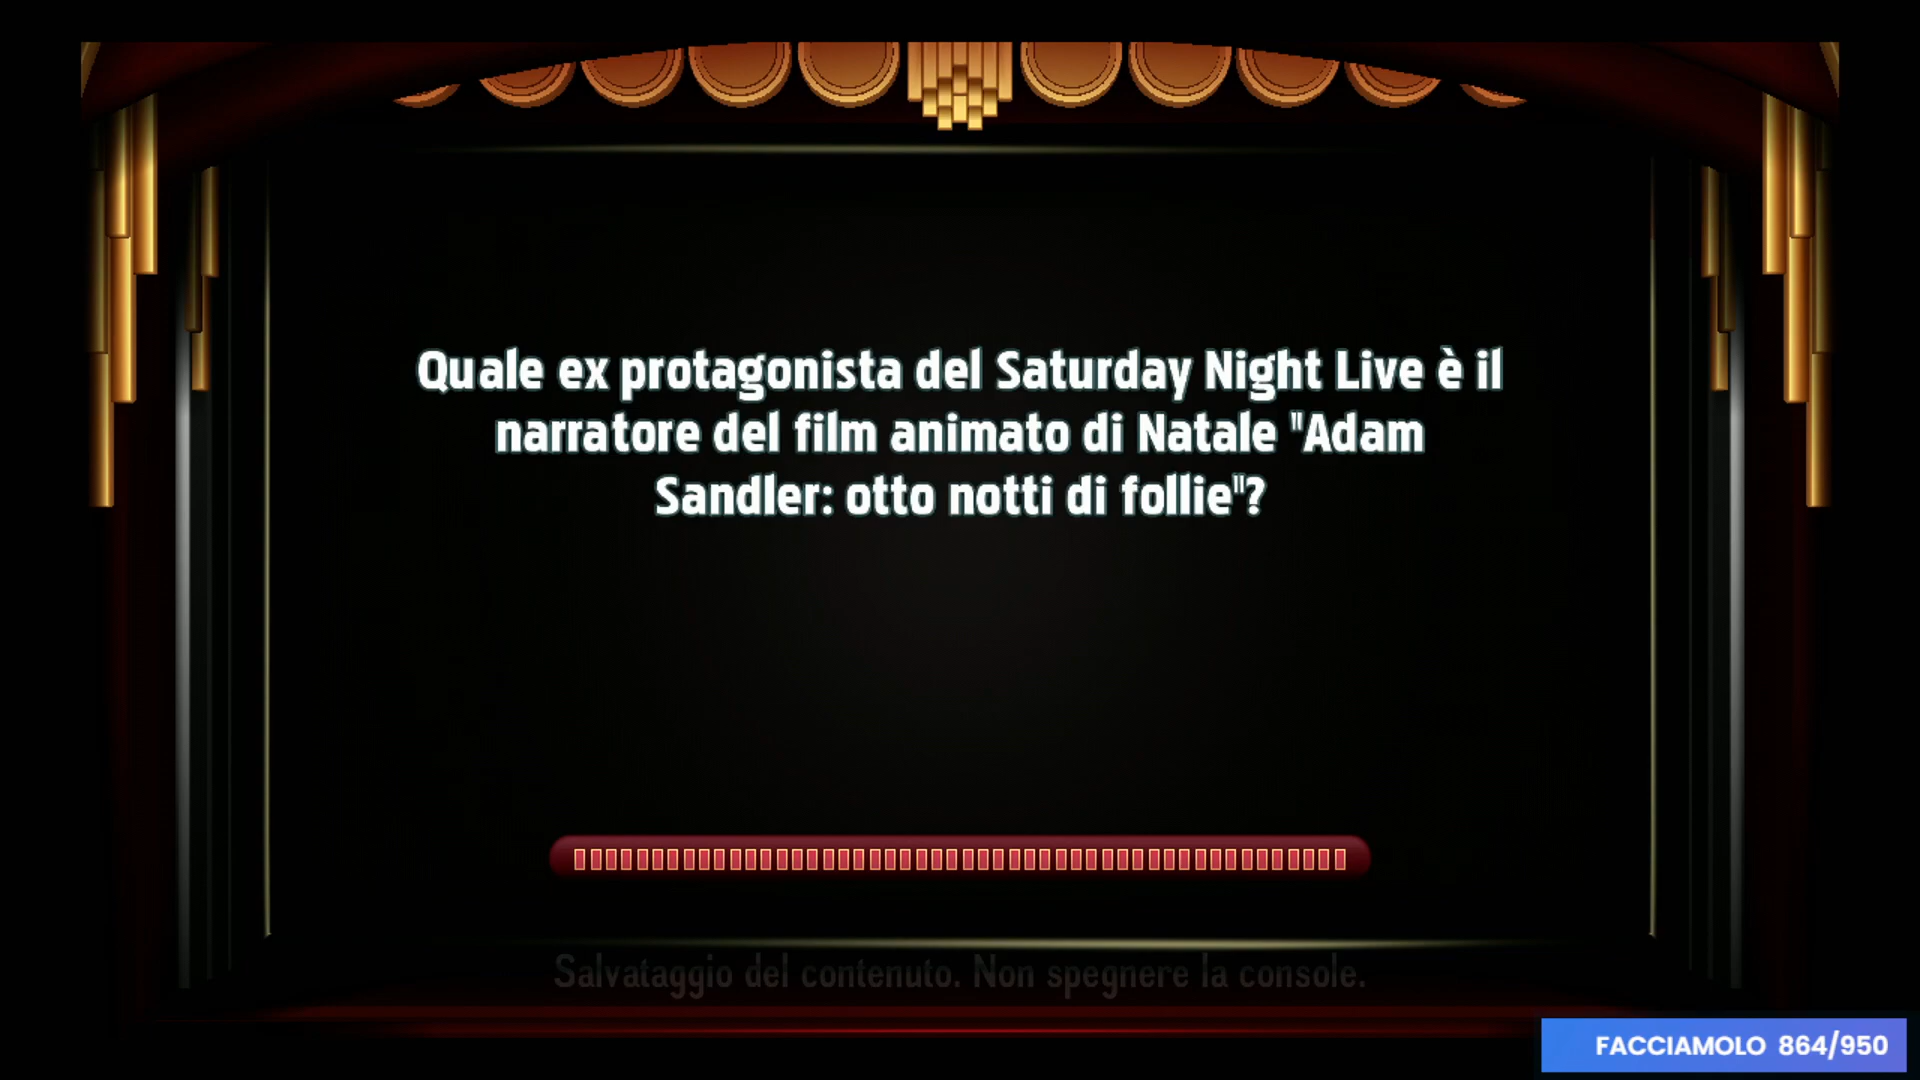 Quale ex protagonista del Saturday Night Live è il
narratore del film animato di Natale "Adam
Sandler: otto notti di follie"?
Salvataggio del contenuto. Non spegnere la console.
FACCIAMOLO 864/950